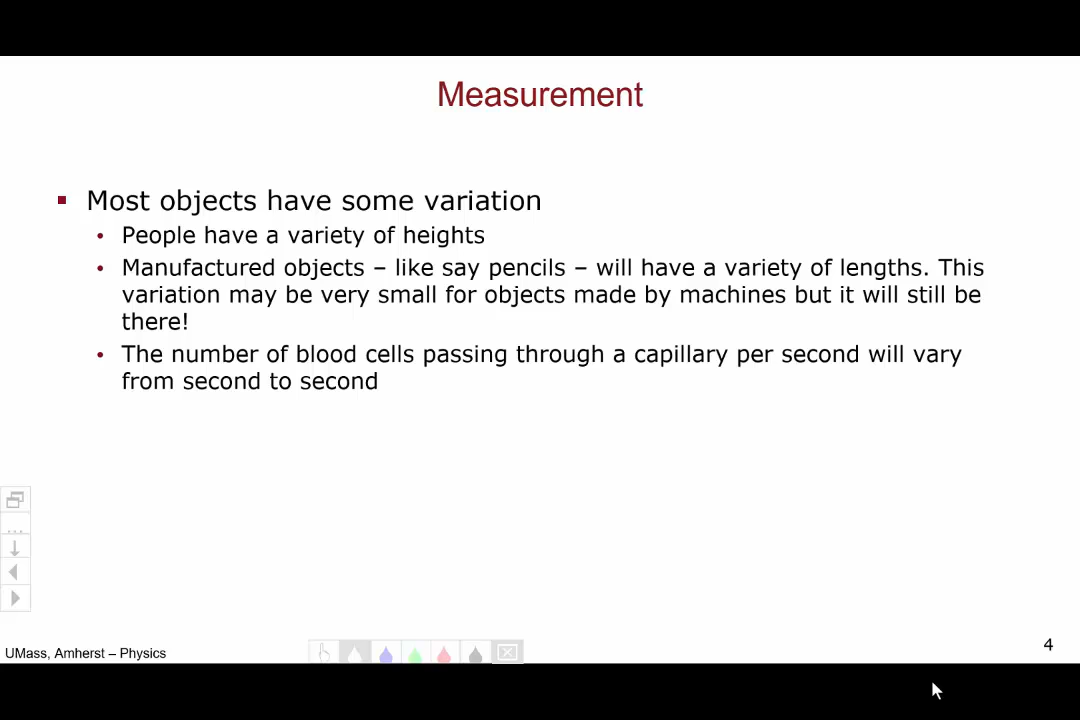 Measurement
Most objects have some variation
People have a variety of heights
Manufactured objects – like say pencils – will have a variety of lengths. This
variation may be very small for objects made by machines but it will still be
there!
The number of blood cells passing through a capillary per second will vary
from second to second
UMass, Amherst – Physics
4